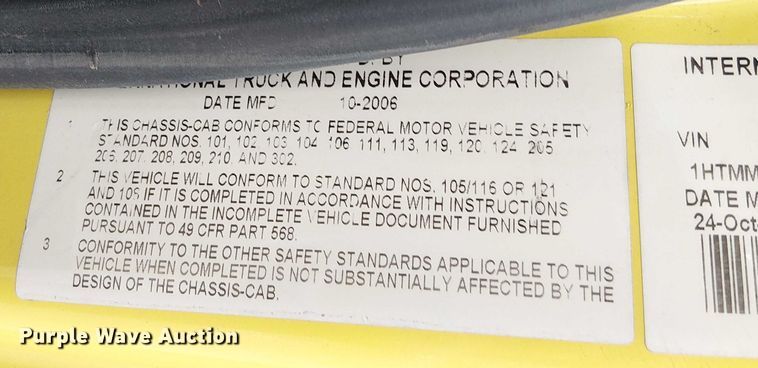 D. BY
TRUCK AND ENGINE CORPORATION
DATE MFD 10-2006
1 THIS CHASSIS-CAB CONFORMS TO FEDERAL MOTOR VEHICLE SAFETY
STANDARD NOS. 101, 102, 103, 104, 106, 111, 113, 119, 120, 124, 205,
206, 207, 208, 209, 210, AND 302.
2 THIS VEHICLE WILL CONFORM TO STANDARD NOS. 105/116 OR 121
AND 106 IF IT IS COMPLETED IN ACCORDANCE WITH INSTRUCTIONS
CONTAINED IN THE INCOMPLETE VEHICLE DOCUMENT FURNISHED
PURSUANT TO 49 CFR PART 568.
3 CONFORMITY TO THE OTHER SAFETY STANDARDS APPLICABLE TO THIS
VEHICLE WHEN COMPLETED IS NOT SUBSTANTIALLY AFFECTED BY THE
DESIGN OF THE CHASSIS-CAB.
INTERN
VIN
1HTMM
DATE M
24-Oct
Purple Wave Auction